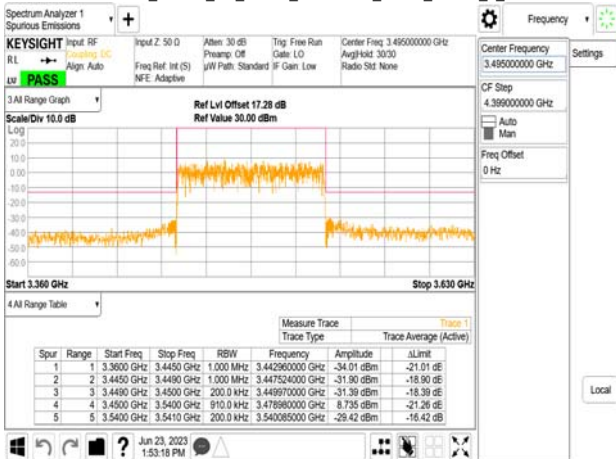 Spectrum Analyzer 1
Spurious Emissions
+
Frequency
KEYSIGHT Input: RF Input Z: 50 Ω Atten: 30 dB Trig: Free Run Center Freq: 3.495000000 GHz
RL Coupling: DC Preamp: Off Gate: LO Avg|Hold: 30/30
Align: Auto Freq Ref: Int (S) µW Path: Standard IF Gain: Low Radio Std: None
LV PASS NFE: Adaptive
Center Frequency
3.495000000 GHz
Settings
CF Step
4.399000000 GHz
Auto
Man
Freq Offset
0 Hz
3 All Range Graph
Ref Lvl Offset 17.28 dB
Scale/Div 10.0 dB Ref Value 30.00 dBm
Log
20.0
10.0
0.00
-10.0
-20.0
-30.0
-40.0
-50.0
-60.0
Start 3.360 GHz Stop 3.630 GHz
4 All Range Table
Measure Trace Trace 1
Trace Type Trace Average (Active)
Spur Range Start Freq Stop Freq RBW Frequency Amplitude ΔLimit
1 1 3.3600 GHz 3.4450 GHz 1.000 MHz 3.442960000 GHz -34.01 dBm -21.01 dB
2 2 3.4450 GHz 3.4490 GHz 1.000 MHz 3.447524000 GHz -31.90 dBm -18.90 dB
3 3 3.4490 GHz 3.4500 GHz 200.0 kHz 3.449970000 GHz -31.39 dBm -18.39 dB
4 4 3.4500 GHz 3.5400 GHz 910.0 kHz 3.478980000 GHz 8.735 dBm -21.26 dB
5 5 3.5400 GHz 3.5410 GHz 200.0 kHz 3.540085000 GHz -29.42 dBm -16.42 dB
Local
? Jun 23, 2023
1:53:18 PM